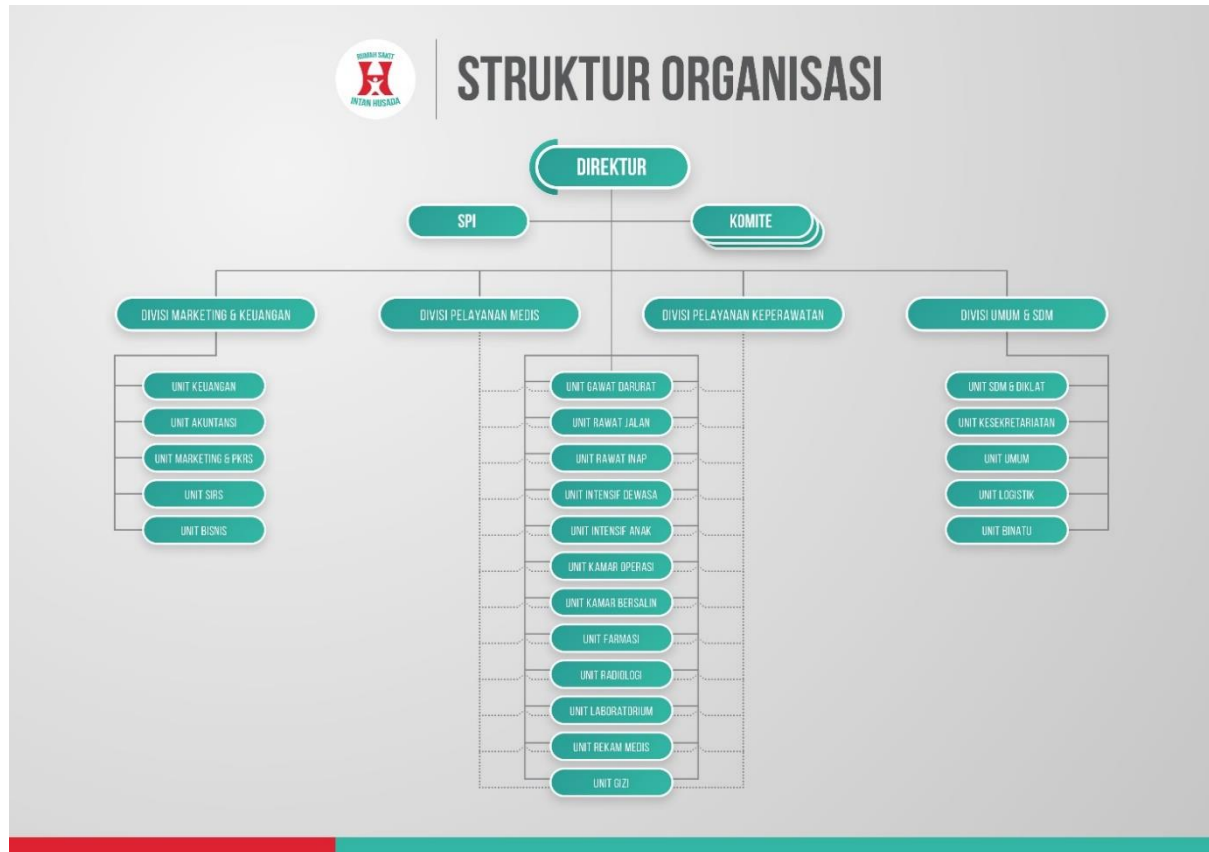 RUMAH SAKIT
INTAN HUSADA
STRUKTUR ORGANISASI
DIREKTUR
SPI
KOMITE
DIVISI MARKETING & KEUANGAN
DIVISI PELAYANAN MEDIS
DIVISI PELAYANAN KEPERAWATAN
DIVISI UMUM & SDM
UNIT KEUANGAN
UNIT AKUNTANSI
UNIT MARKETING & PKRS
UNIT SIRS
UNIT BISNIS
UNIT GAWAT DARURAT
UNIT RAWAT JALAN
UNIT RAWAT INAP
UNIT INTENSIF DEWASA
UNIT INTENSIF ANAK
UNIT KAMAR OPERASI
UNIT KAMAR BERSALIN
UNIT FARMASI
UNIT RADIOLOGI
UNIT LABORATORIUM
UNIT REKAM MEDIS
UNIT GIZI
UNIT SDM & DIKLAT
UNIT KESEKRETARIATAN
UNIT UMUM
UNIT LOGISTIK
UNIT BINATU